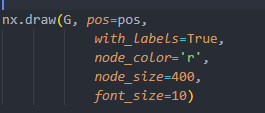 nx.draw(G, pos=pos,
with_labels=True,
node_color='r',
node_size=400,
font_size=10)